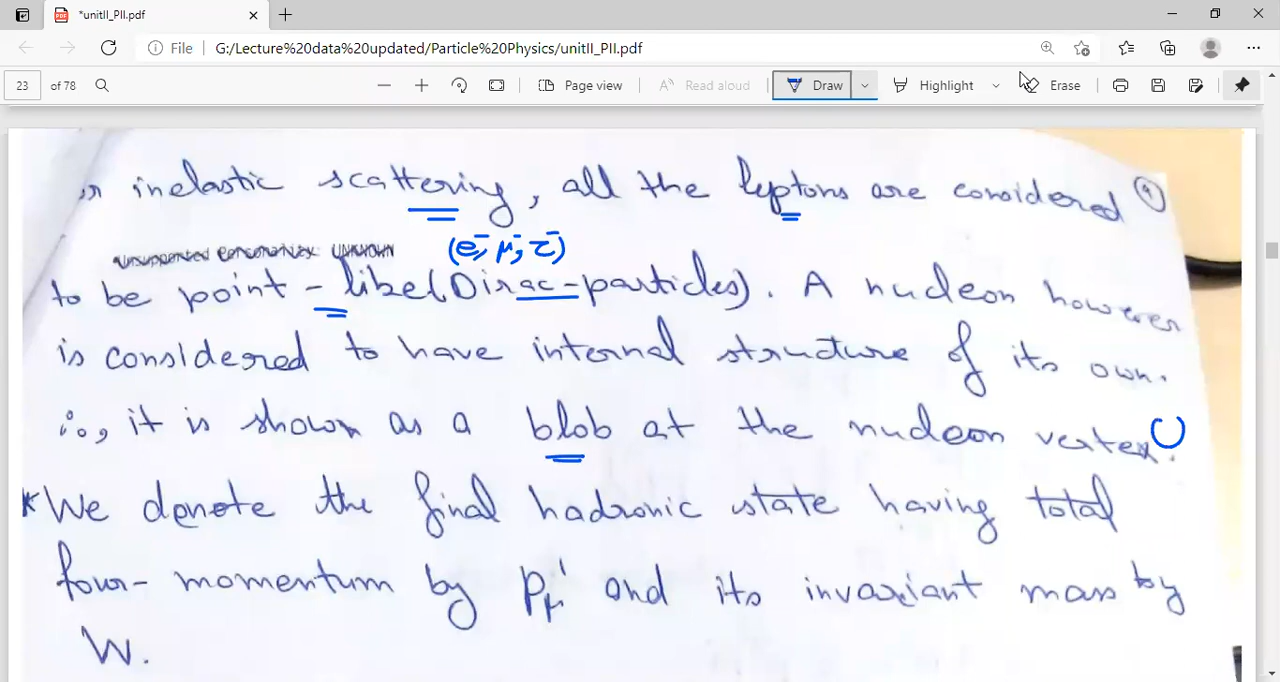 *unitII_PII.pdf
File G:/Lecture%20data%20updated/Particle%20Physics/unitII_PII.pdf
23 of 78 Page view Read aloud Draw Highlight Erase
inelastic scattering, all the leptons are considered
UNKNOWN (e⁻, μ⁻, τ⁻)
to be point-like (Dirac-particles). A nucleon however
is considered to have internal structure of its own.
∴, it is shown as a blob at the nucleon vertex.
*We denote the final hadronic state having total
four-momentum by Pμ' and its invariant mass by
W.